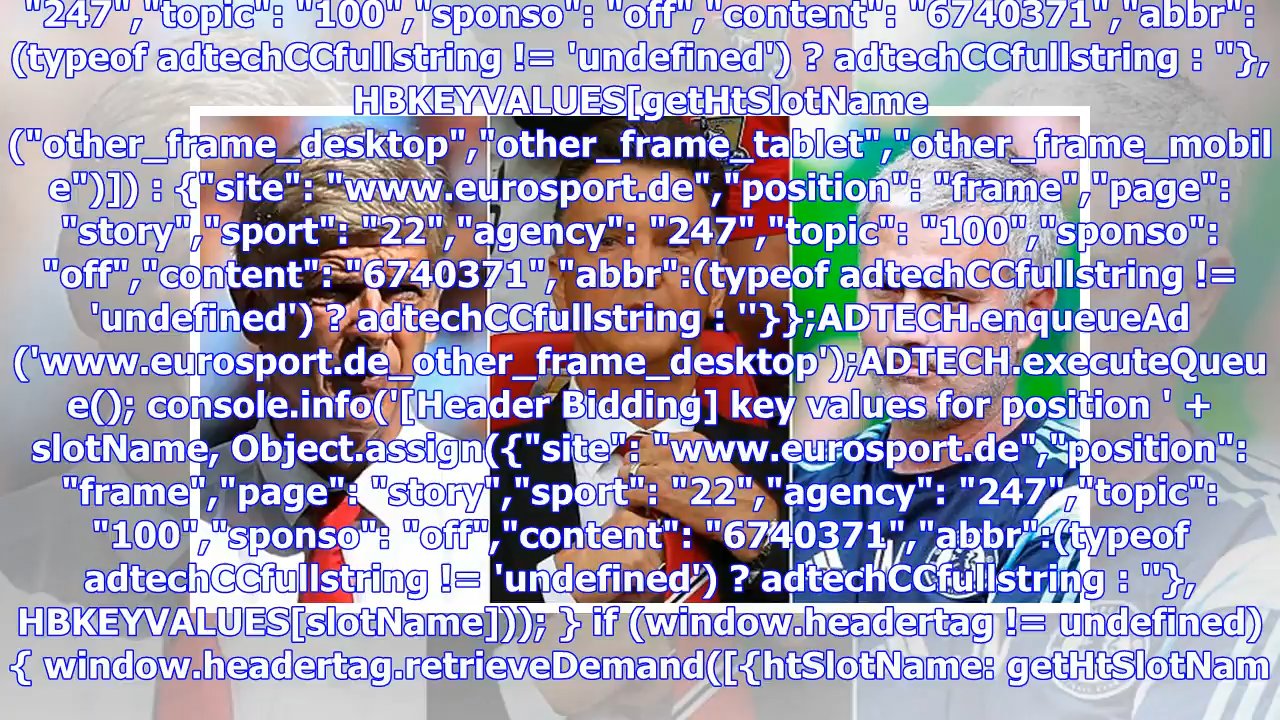 "247","topic": "100","sponso": "off","content": "6740371","abbr":
(typeof adtechCCfullstring != 'undefined') ? adtechCCfullstring : ''},
HBKEYVALUES[getHtSlotName
("other_frame_desktop","other_frame_tablet","other_frame_mobil
e")]) : {"site": "www.eurosport.de","position": "frame","page":
"story","sport": "22","agency": "247","topic": "100","sponso":
"off","content": "6740371","abbr":(typeof adtechCCfullstring !=
'undefined') ? adtechCCfullstring : ''}};ADTECH.enqueueAd
('www.eurosport.de_other_frame_desktop');ADTECH.executeQueu
e(); console.info('[Header Bidding] key values for position ' +
slotName, Object.assign({"site": "www.eurosport.de","position":
"frame","page": "story","sport": "22","agency": "247","topic":
"100","sponso": "off","content": "6740371","abbr":(typeof
adtechCCfullstring != 'undefined') ? adtechCCfullstring : ''},
HBKEYVALUES[slotName])); } if (window.headertag != undefined)
{ window.headertag.retrieveDemand([{htSlotName: getHtSlotNam